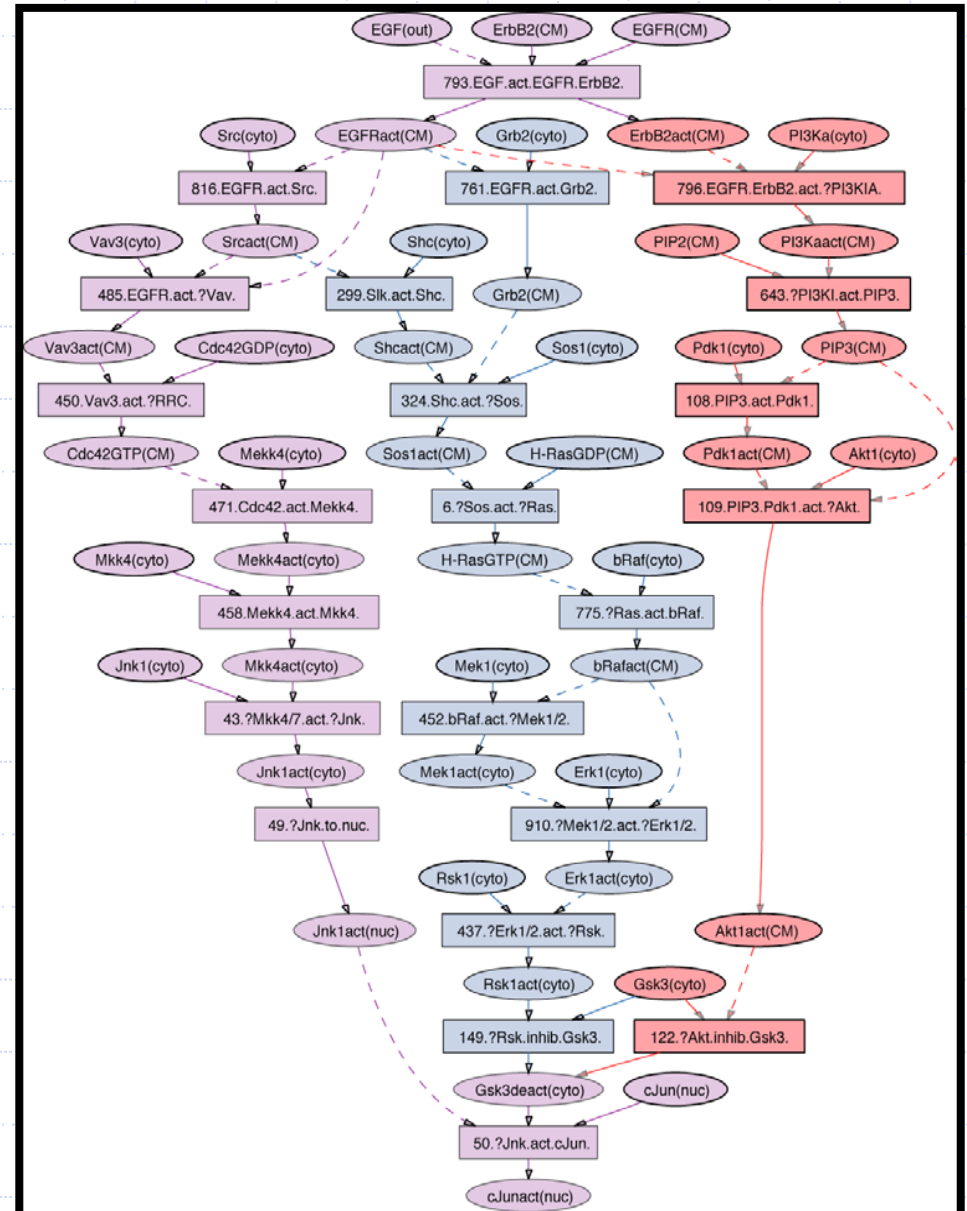 EGF(out)
ErbB2(CM)
EGFR(CM)
793.EGF.act.EGFR.ErbB2.
Src(cyto)
EGFRact(CM)
Grb2(cyto)
ErbB2act(CM)
PI3Ka(cyto)
816.EGFR.act.Src.
761.EGFR.act.Grb2.
796.EGFR.ErbB2.act.?PI3KIA.
Vav3(cyto)
Srcact(CM)
Shc(cyto)
PIP2(CM)
PI3Kaact(CM)
485.EGFR.act.?Vav.
299.Slk.act.Shc.
Grb2(CM)
643.?PI3KI.act.PIP3.
Vav3act(CM)
Cdc42GDP(cyto)
Shcact(CM)
Sos1(cyto)
Pdk1(cyto)
PIP3(CM)
450.Vav3.act.?RRC.
324.Shc.act.?Sos.
108.PIP3.act.Pdk1.
Cdc42GTP(CM)
Mekk4(cyto)
Sos1act(CM)
H-RasGDP(CM)
Pdk1act(CM)
Akt1(cyto)
471.Cdc42.act.Mekk4.
6.?Sos.act.?Ras.
109.PIP3.Pdk1.act.?Akt.
Mkk4(cyto)
Mekk4act(cyto)
H-RasGTP(CM)
bRaf(cyto)
458.Mekk4.act.Mkk4.
775.?Ras.act.bRaf.
Jnk1(cyto)
Mkk4act(cyto)
Mek1(cyto)
bRafact(CM)
43.?Mkk4/7.act.?Jnk.
452.bRaf.act.?Mek1/2.
Jnk1act(cyto)
Mek1act(cyto)
Erk1(cyto)
49.?Jnk.to.nuc.
910.?Mek1/2.act.?Erk1/2.
Rsk1(cyto)
Erk1act(cyto)
Jnk1act(nuc)
437.?Erk1/2.act.?Rsk.
Akt1act(CM)
Rsk1act(cyto)
Gsk3(cyto)
149.?Rsk.inhib.Gsk3.
122.?Akt.inhib.Gsk3.
Gsk3deact(cyto)
cJun(nuc)
50.?Jnk.act.cJun.
cJunact(nuc)